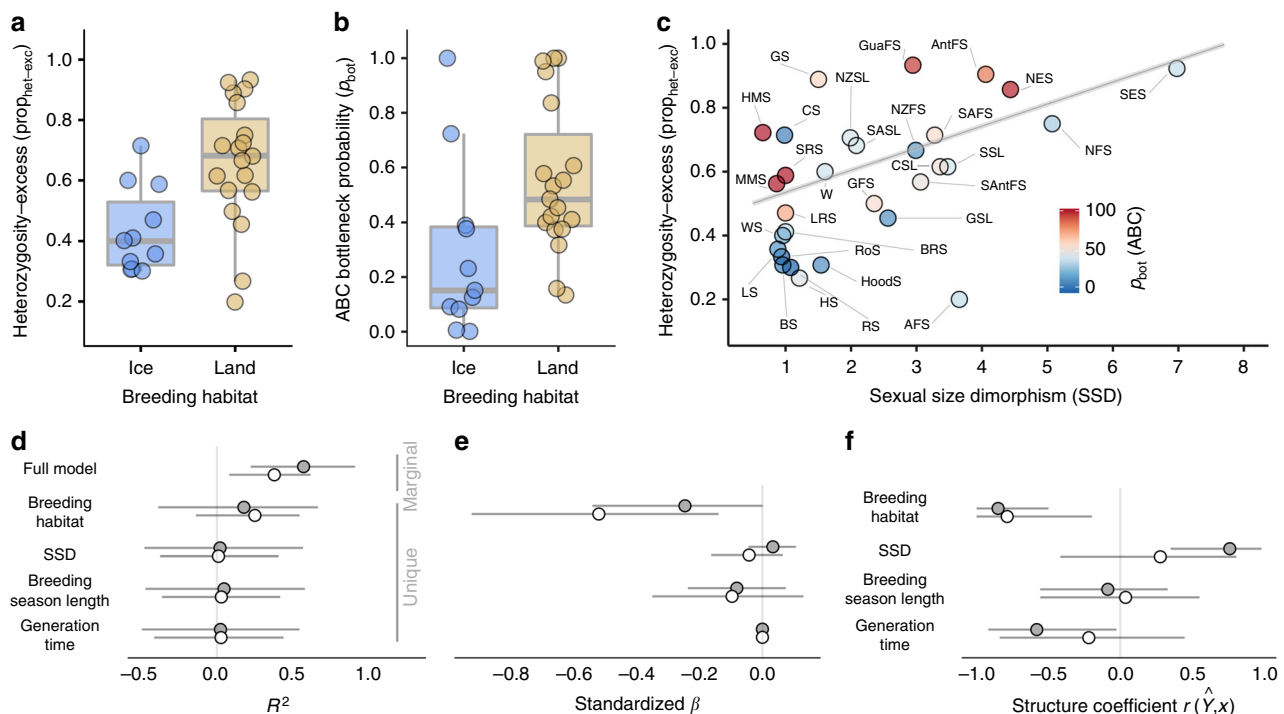 a
Heterozygosity–excess (prop_het–exc)
1.0
0.8
0.6
0.4
0.2
Ice
Land
Breeding habitat
b
ABC bottleneck probability (p_bot)
1.0
0.8
0.6
0.4
0.2
0.0
Ice
Land
Breeding habitat
c
Heterozygosity–excess (prop_het–exc)
1.0
0.8
0.6
0.4
0.2
GS
GuaFS
AntFS
NZSL
NES
SES
HMS
CS
NZFS
SAFS
SASL
NFS
SRS
CSL
SSL
MMS
W
SAntFS
GFS
WS
LRS
GSL
BRS
RoS
HoodS
LS
HS
AFS
BS
RS
100
50
0
p_bot (ABC)
1
2
3
4
5
6
7
8
Sexual size dimorphism (SSD)
d
Full model
Breeding
habitat
SSD
Breeding
season length
Generation
time
Marginal
Unique
−0.5
0.0
0.5
1.0
R²
e
−0.8
−0.6
−0.4
−0.2
0.0
Standardized β
f
Breeding
habitat
SSD
Breeding
season length
Generation
time
−1.0
−0.5
0.0
0.5
1.0
Structure coefficient r (Ŷ,x)